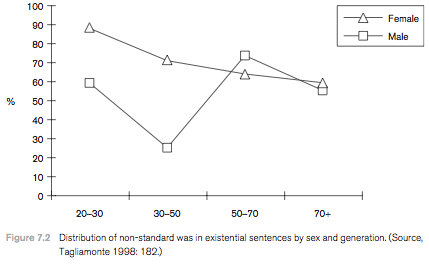 100
90
80
70
60
50
40
30
20
10
0
%
20–30 30–50 50–70 70+
Female
Male
Figure 7.2 Distribution of non-standard was in existential sentences by sex and generation. (Source,
Tagliamonte 1998: 182.)